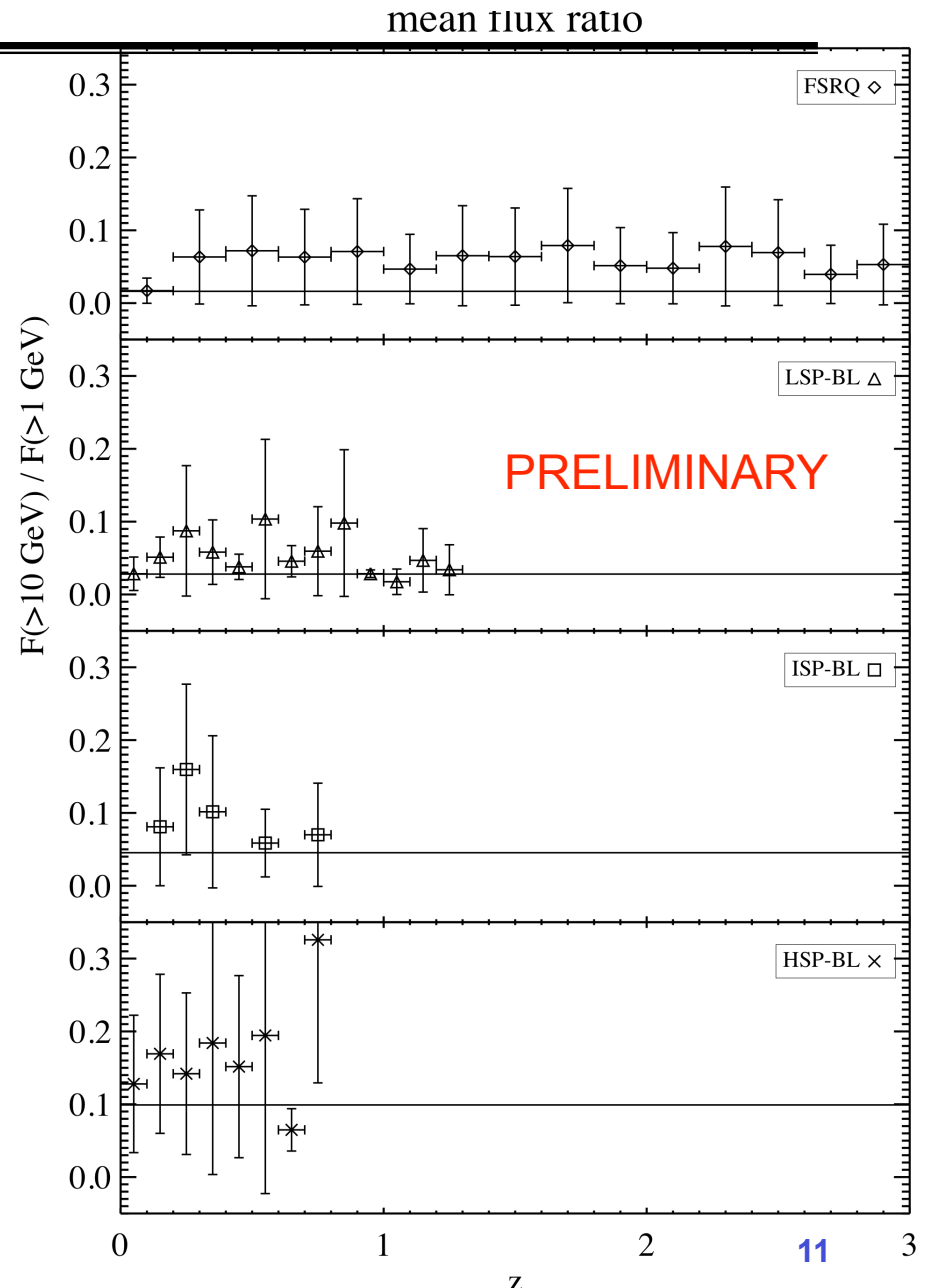 mean flux ratio
F(>10 GeV) / F(>1 GeV)
0.3
0.2
0.1
0.0
FSRQ ◇
0.3
0.2
0.1
0.0
LSP-BL △
PRELIMINARY
0.3
0.2
0.1
0.0
ISP-BL □
0.3
0.2
0.1
0.0
HSP-BL ×
0 1 2 3
11
z